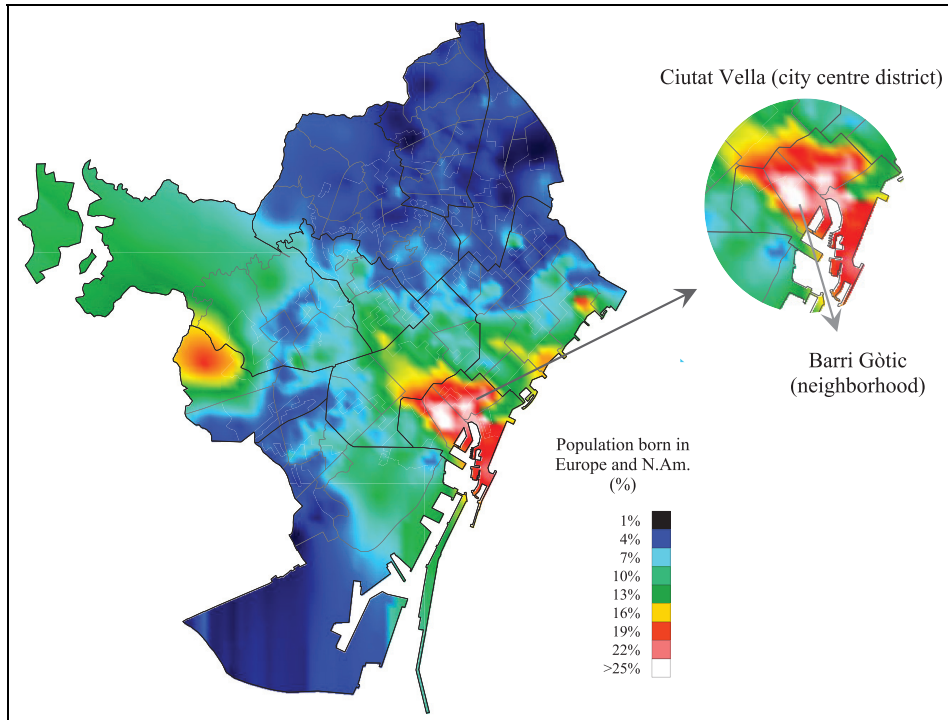 Ciutat Vella (city centre district)
Barri Gòtic
(neighborhood)
Population born in
Europe and N.Am.
(%)
1%
4%
7%
10%
13%
16%
19%
22%
>25%